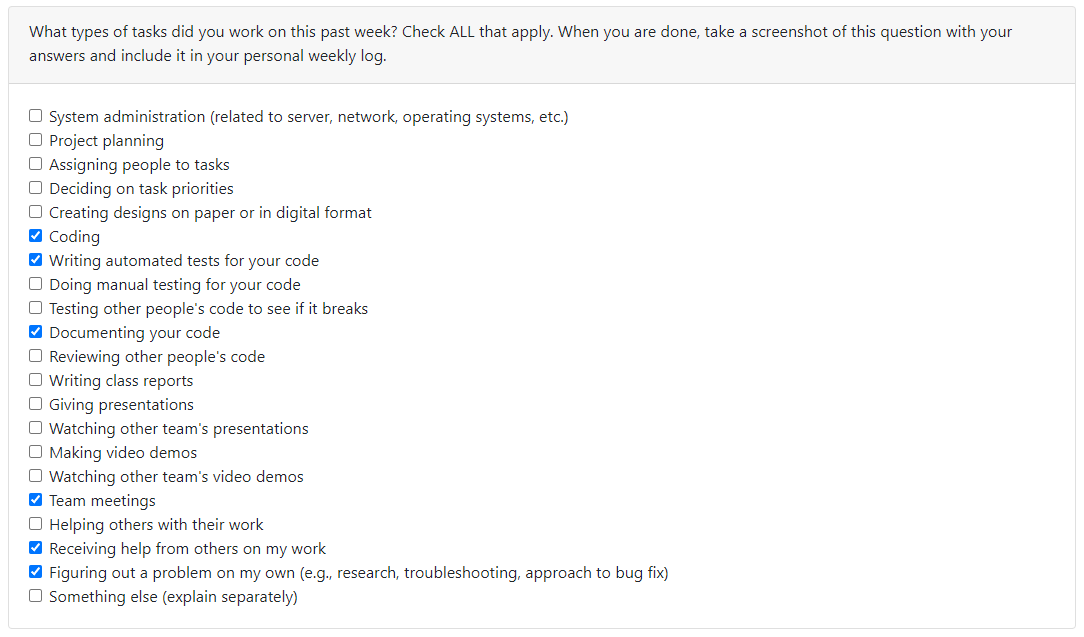 What types of tasks did you work on this past week? Check ALL that apply. When you are done, take a screenshot of this question with your
answers and include it in your personal weekly log.
System administration (related to server, network, operating systems, etc.)
Project planning
Assigning people to tasks
Deciding on task priorities
Creating designs on paper or in digital format
Coding
Writing automated tests for your code
Doing manual testing for your code
Testing other people's code to see if it breaks
Documenting your code
Reviewing other people's code
Writing class reports
Giving presentations
Watching other team's presentations
Making video demos
Watching other team's video demos
Team meetings
Helping others with their work
Receiving help from others on my work
Figuring out a problem on my own (e.g., research, troubleshooting, approach to bug fix)
Something else (explain separately)